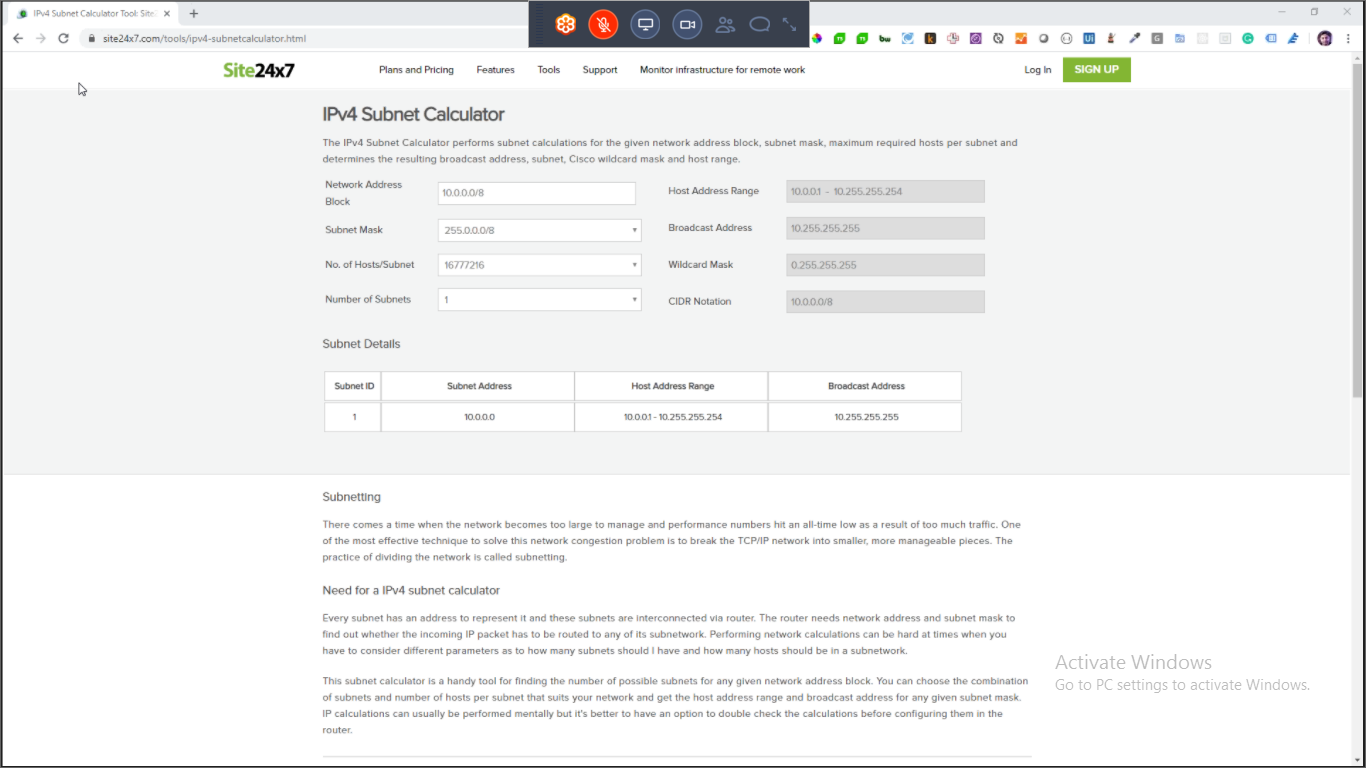 IPv4 Subnet Calculator Tool: Site
site24x7.com/tools/ipv4-subnetcalculator.html
Site24x7
Plans and Pricing
Features
Tools
Support
Monitor infrastructure for remote work
Log In
SIGN UP
IPv4 Subnet Calculator
The IPv4 Subnet Calculator performs subnet calculations for the given network address block, subnet mask, maximum required hosts per subnet and
determines the resulting broadcast address, subnet, Cisco wildcard mask and host range.
Network Address
Block
10.0.0.0/8
Host Address Range
10.0.0.1 - 10.255.255.254
Subnet Mask
255.0.0.0/8
Broadcast Address
10.255.255.255
No. of Hosts/Subnet
16777216
Wildcard Mask
0.255.255.255
Number of Subnets
1
CIDR Notation
10.0.0.0/8
Subnet Details
Subnet ID
Subnet Address
Host Address Range
Broadcast Address
1
10.0.0.0
10.0.0.1 - 10.255.255.254
10.255.255.255
Subnetting
There comes a time when the network becomes too large to manage and performance numbers hit an all-time low as a result of too much traffic. One
of the most effective technique to solve this network congestion problem is to break the TCP/IP network into smaller, more manageable pieces. The
practice of dividing the network is called subnetting.
Need for a IPv4 subnet calculator
Every subnet has an address to represent it and these subnets are interconnected via router. The router needs network address and subnet mask to
find out whether the incoming IP packet has to be routed to any of its subnetwork. Performing network calculations can be hard at times when you
have to consider different parameters as to how many subnets should I have and how many hosts should be in a subnetwork.
This subnet calculator is a handy tool for finding the number of possible subnets for any given network address block. You can choose the combination
of subnets and number of hosts per subnet that suits your network and get the host address range and broadcast address for any given subnet mask.
IP calculations can usually be performed mentally but it's better to have an option to double check the calculations before configuring them in the
router.
Activate Windows
Go to PC settings to activate Windows.